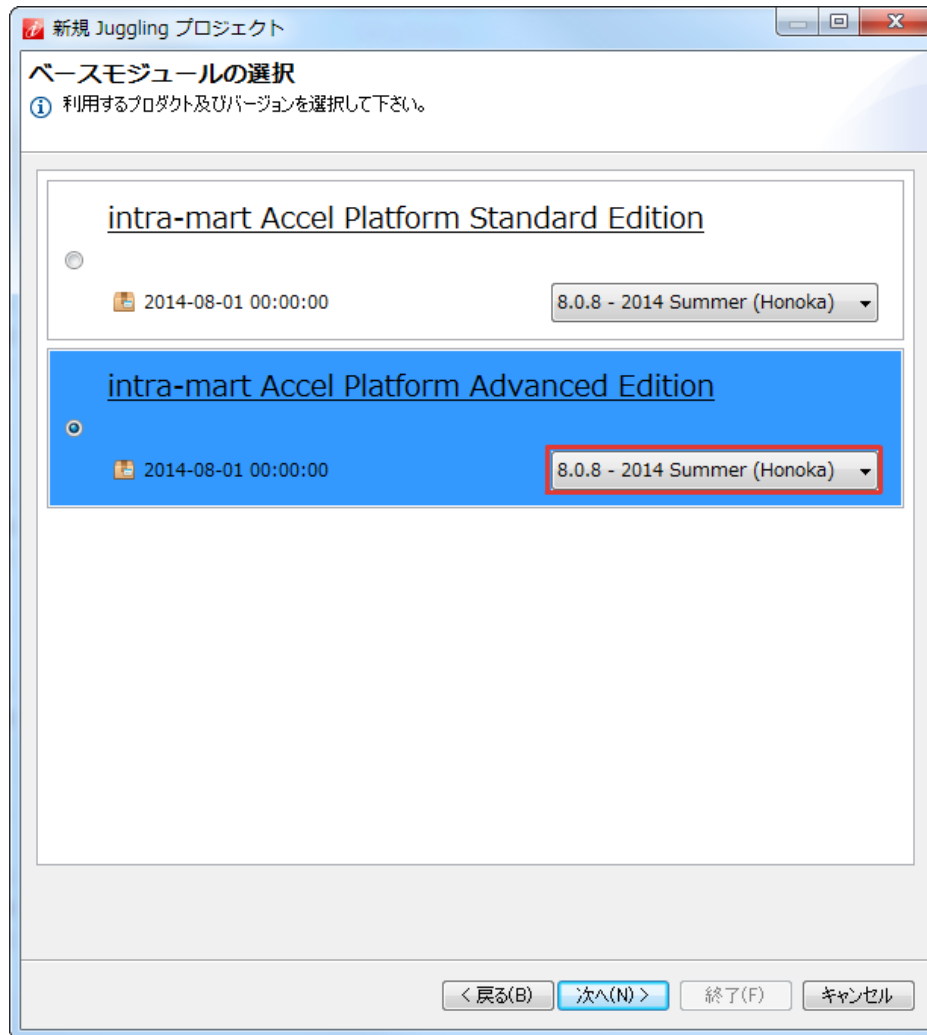 新規 Juggling プロジェクト
ベースモジュールの選択
利用するプロダクト及びバージョンを選択して下さい。
intra-mart Accel Platform Standard Edition
2014-08-01 00:00:00 8.0.8 - 2014 Summer (Honoka)
intra-mart Accel Platform Advanced Edition
2014-08-01 00:00:00 8.0.8 - 2014 Summer (Honoka)
< 戻る(B) 次へ(N) > 終了(F) キャンセル